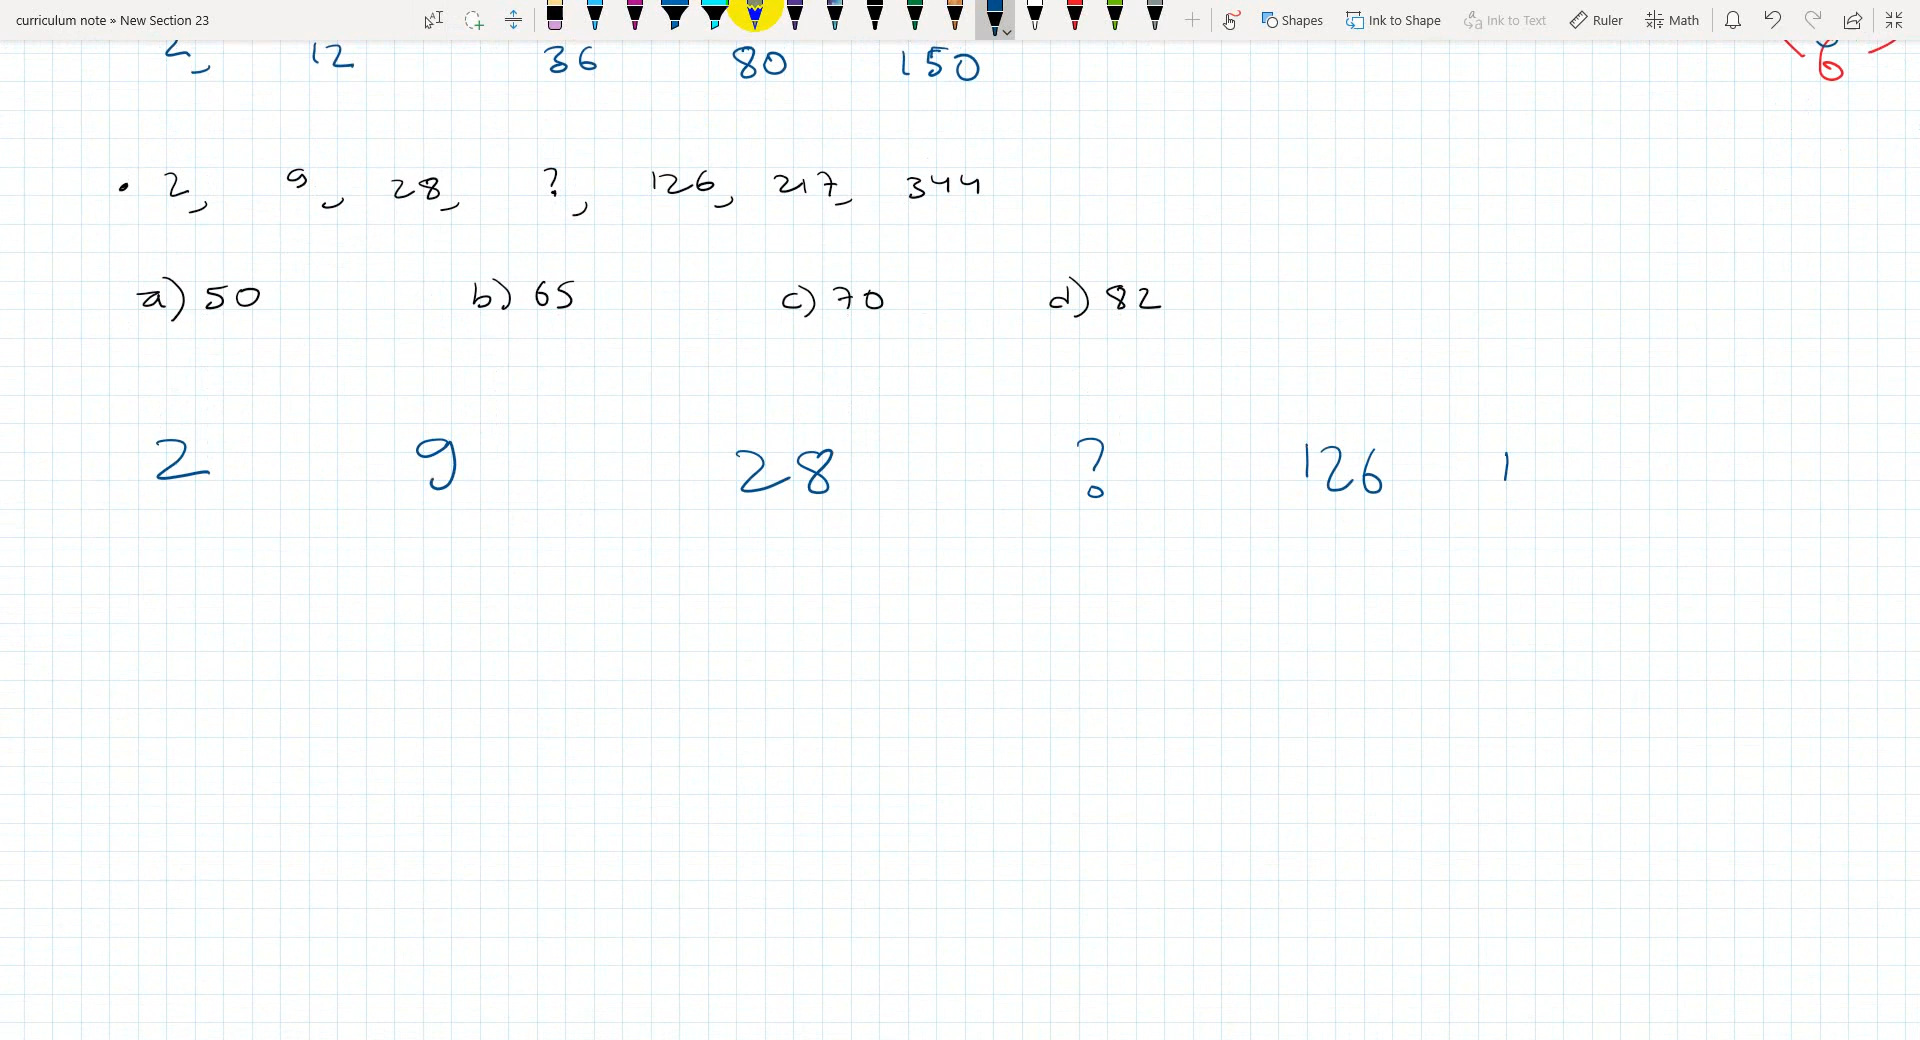 curriculum note » New Section 23
Shapes Ink to Shape Ink to Text Ruler Math
2, 12 36 80 150
6
• 2, 9, 28, ?, 126, 217, 344
a) 50 b) 65 c) 70 d) 82
2 9 28 ? 126 1